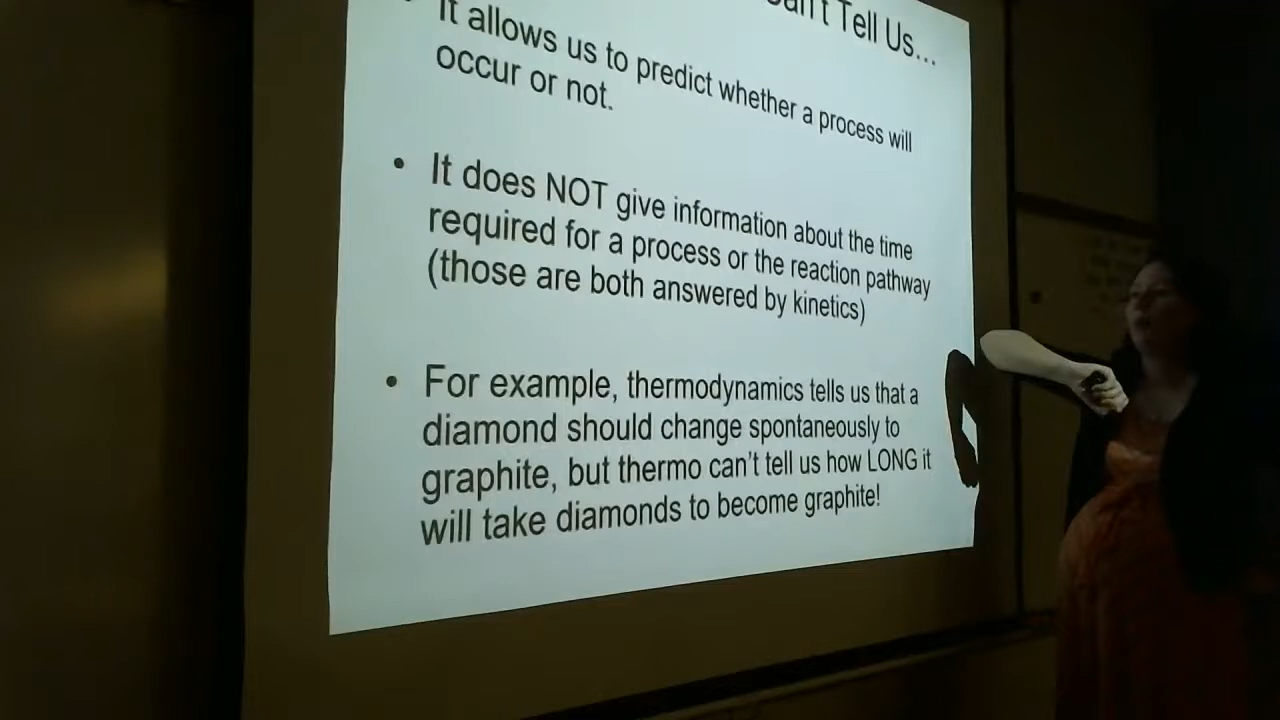 Can't Tell Us...
It allows us to predict whether a process will
occur or not.
• It does NOT give information about the time
required for a process or the reaction pathway
(those are both answered by kinetics)
• For example, thermodynamics tells us that a
diamond should change spontaneously to
graphite, but thermo can't tell us how LONG it
will take diamonds to become graphite!